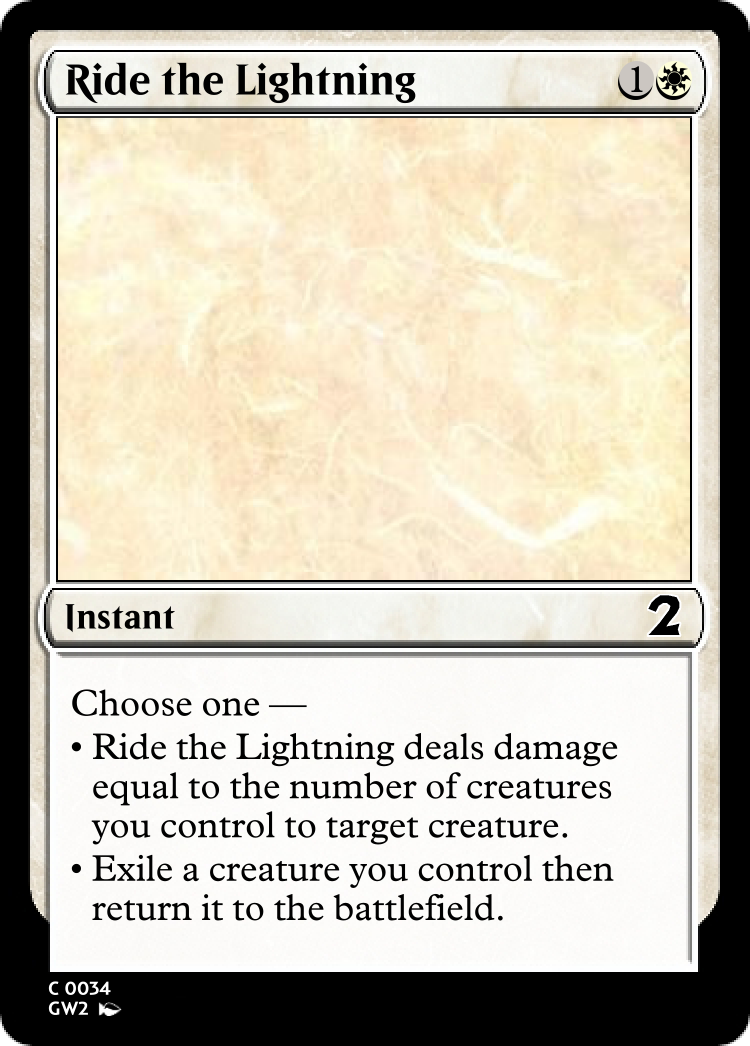 Ride the Lightning 1
Instant 2
Choose one —
• Ride the Lightning deals damage
equal to the number of creatures
you control to target creature.
• Exile a creature you control then
return it to the battlefield.
C 0034
GW2